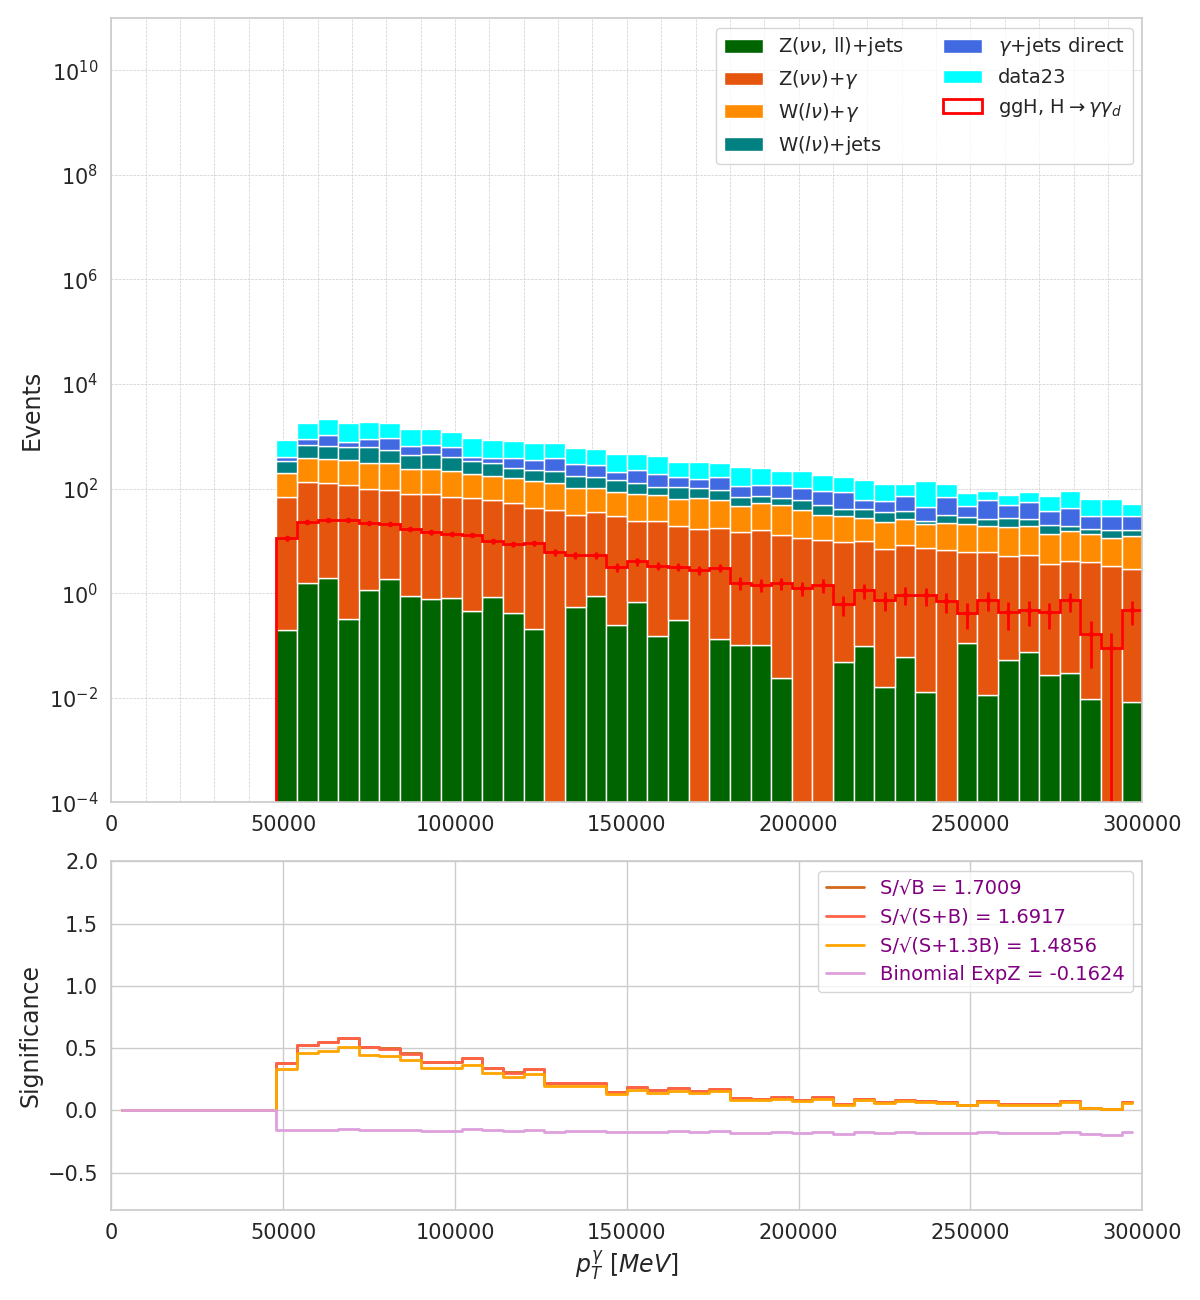 Z(νν, ll)+jets
Z(νν)+γ
W(lν)+γ
W(lν)+jets
γ+jets direct
data23
ggH, H→γγ_d
Events
10^10
10^8
10^6
10^4
10^2
10^0
10^−2
10^−4
0 50000 100000 150000 200000 250000 300000
S/√B = 1.7009
S/√(S+B) = 1.6917
S/√(S+1.3B) = 1.4856
Binomial ExpZ = -0.1624
Significance
2.0
1.5
1.0
0.5
0.0
−0.5
0 50000 100000 150000 200000 250000 300000
p_T^γ [MeV]